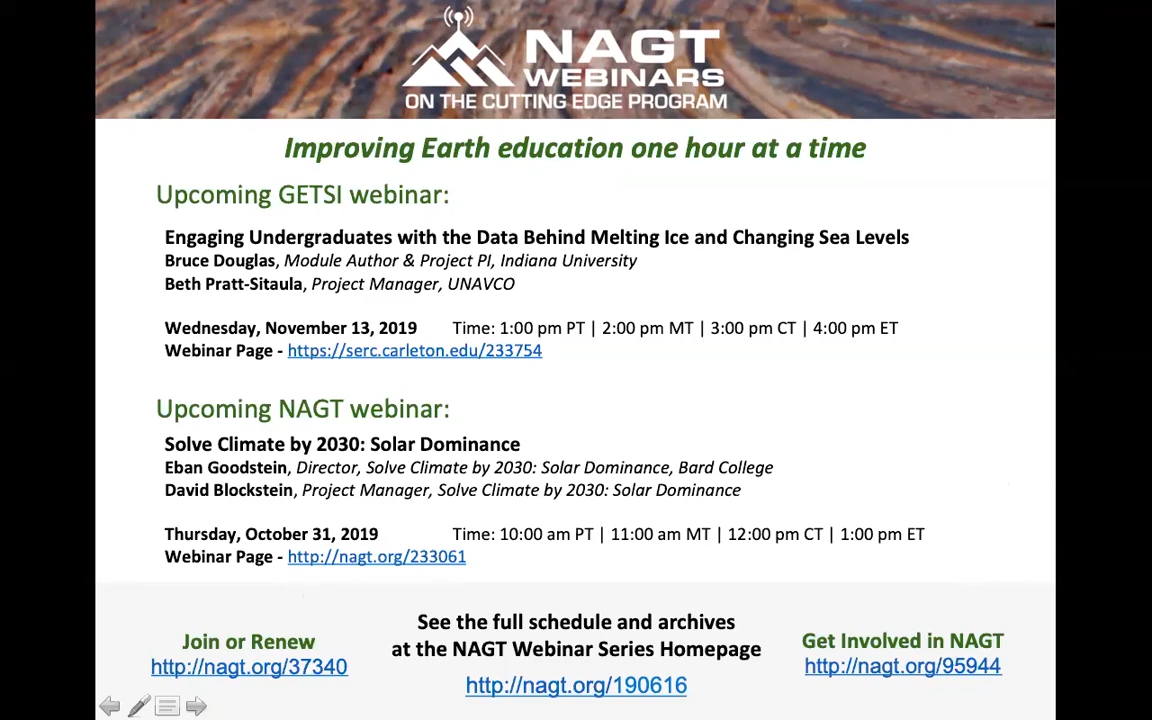 NAGT
WEBINARS
ON THE CUTTING EDGE PROGRAM
Improving Earth education one hour at a time
Upcoming GETSI webinar:
Engaging Undergraduates with the Data Behind Melting Ice and Changing Sea Levels
Bruce Douglas, Module Author & Project PI, Indiana University
Beth Pratt-Sitaula, Project Manager, UNAVCO
Wednesday, November 13, 2019 Time: 1:00 pm PT | 2:00 pm MT | 3:00 pm CT | 4:00 pm ET
Webinar Page - https://serc.carleton.edu/233754
Upcoming NAGT webinar:
Solve Climate by 2030: Solar Dominance
Eban Goodstein, Director, Solve Climate by 2030: Solar Dominance, Bard College
David Blockstein, Project Manager, Solve Climate by 2030: Solar Dominance
Thursday, October 31, 2019 Time: 10:00 am PT | 11:00 am MT | 12:00 pm CT | 1:00 pm ET
Webinar Page - http://nagt.org/233061
Join or Renew
http://nagt.org/37340
See the full schedule and archives
at the NAGT Webinar Series Homepage
http://nagt.org/190616
Get Involved in NAGT
http://nagt.org/95944